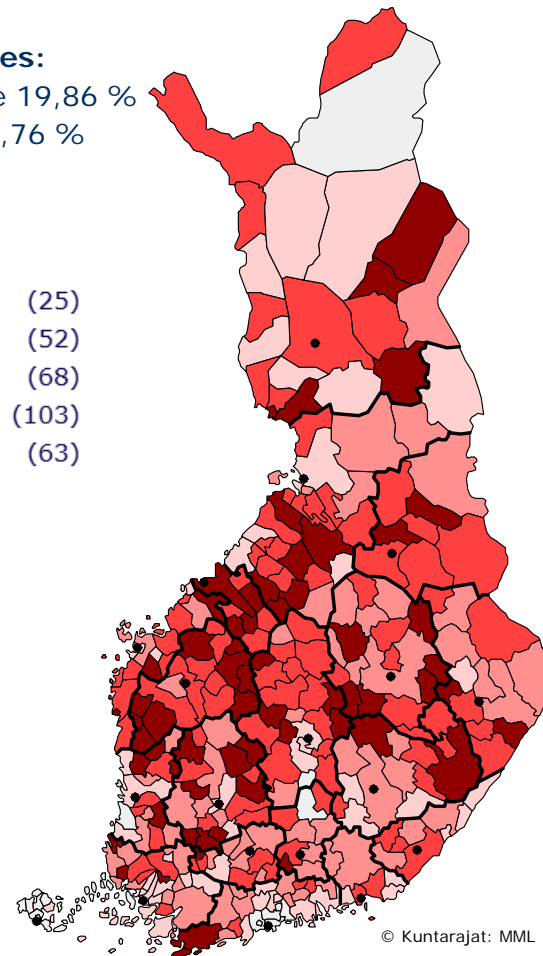 es:
e 19,86 %
,76 %
(25)
(52)
(68)
(103)
(63)
© Kuntarajat: MML